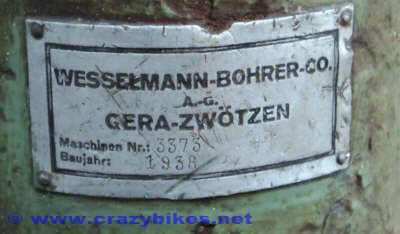 WESSELMANN-BOHRER-CO.
A.-G.
GERA-ZWÖTZEN
Maschinen Nr.: 3373
Baujahr: 1938
© www.crazybikes.net